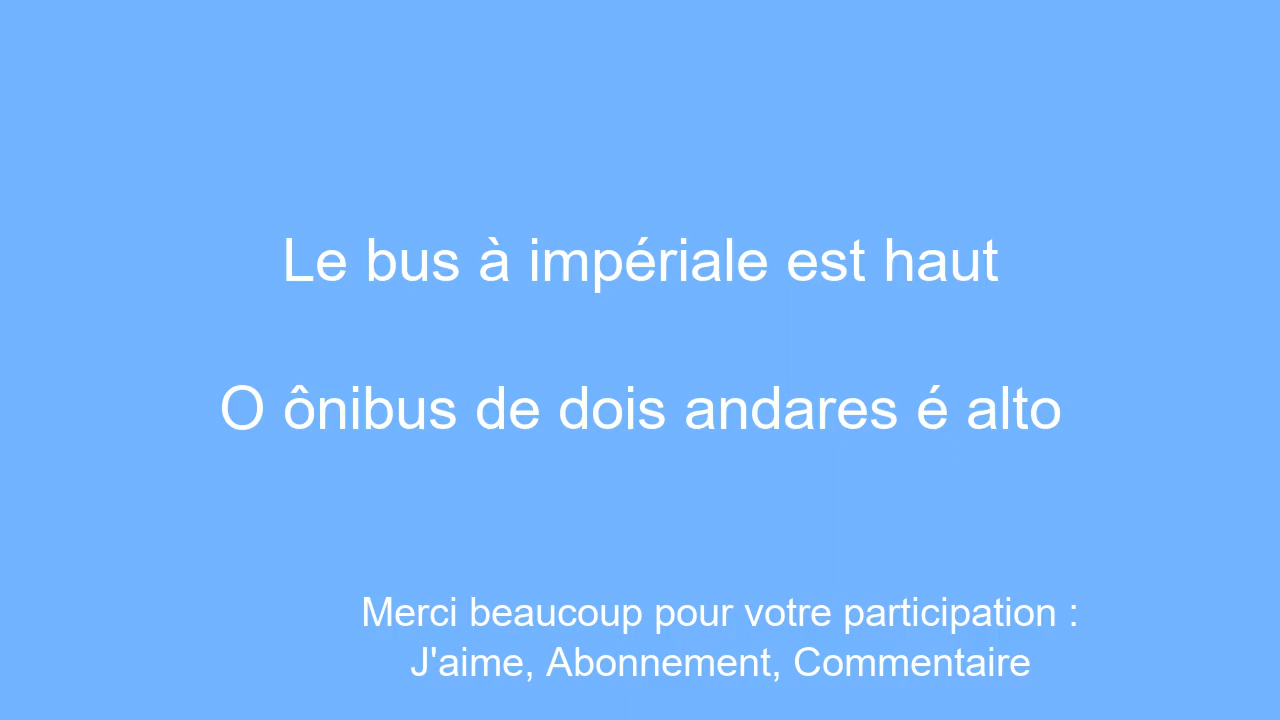 Le bus à impériale est haut
O ônibus de dois andares é alto
Merci beaucoup pour votre participation :
J'aime, Abonnement, Commentaire